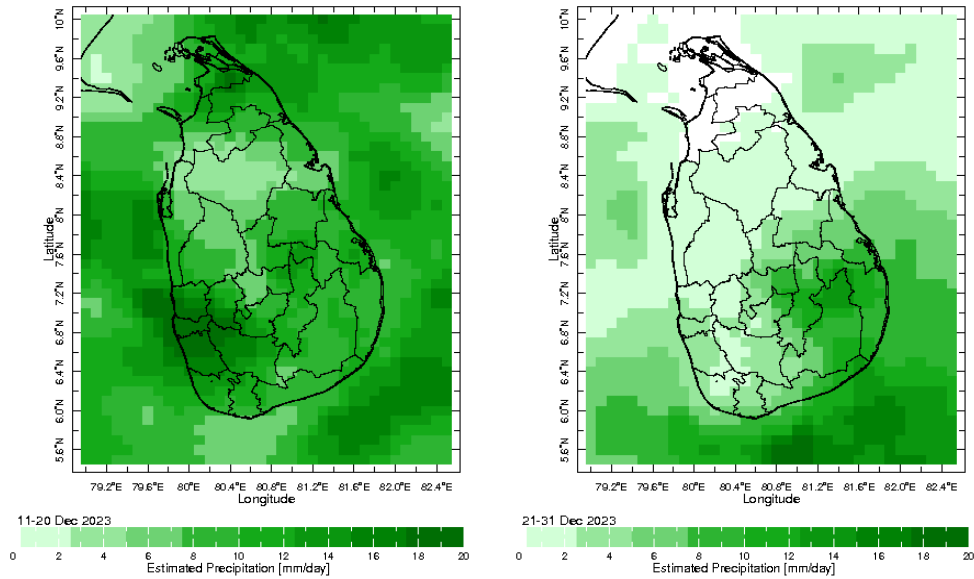 10°N
9.6°N
9.2°N
8.8°N
8.4°N
8°N
7.6°N
7.2°N
6.8°N
6.4°N
6.0°N
5.6°N
Latitude
79.2°E 79.6°E 80°E 80.4°E 80.8°E 81.2°E 81.6°E 82.0°E 82.4°E
Longitude
11-20 Dec 2023
0 2 4 6 8 10 12 14 16 18 20
Estimated Precipitation [mm/day]
10°N
9.6°N
9.2°N
8.8°N
8.4°N
8°N
7.6°N
7.2°N
6.8°N
6.4°N
6.0°N
5.6°N
Latitude
79.2°E 79.6°E 80°E 80.4°E 80.8°E 81.2°E 81.6°E 82.0°E 82.4°E
Longitude
21-31 Dec 2023
0 2 4 6 8 10 12 14 16 18 20
Estimated Precipitation [mm/day]